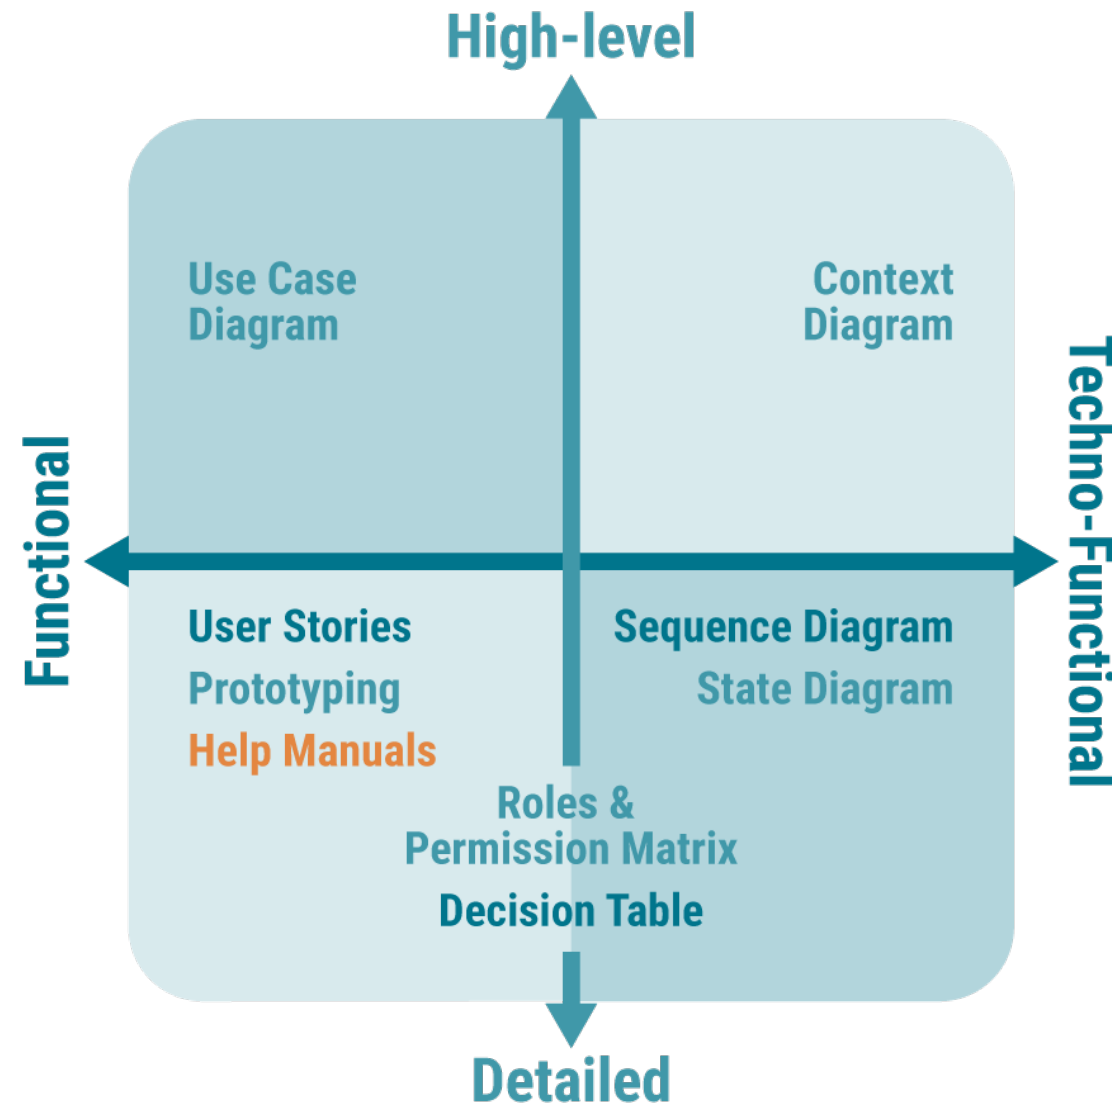 High-level
Use Case
Diagram
Context
Diagram
Functional
Techno-Functional
User Stories
Sequence Diagram
Prototyping
State Diagram
Help Manuals
Roles &
Permission Matrix
Decision Table
Detailed